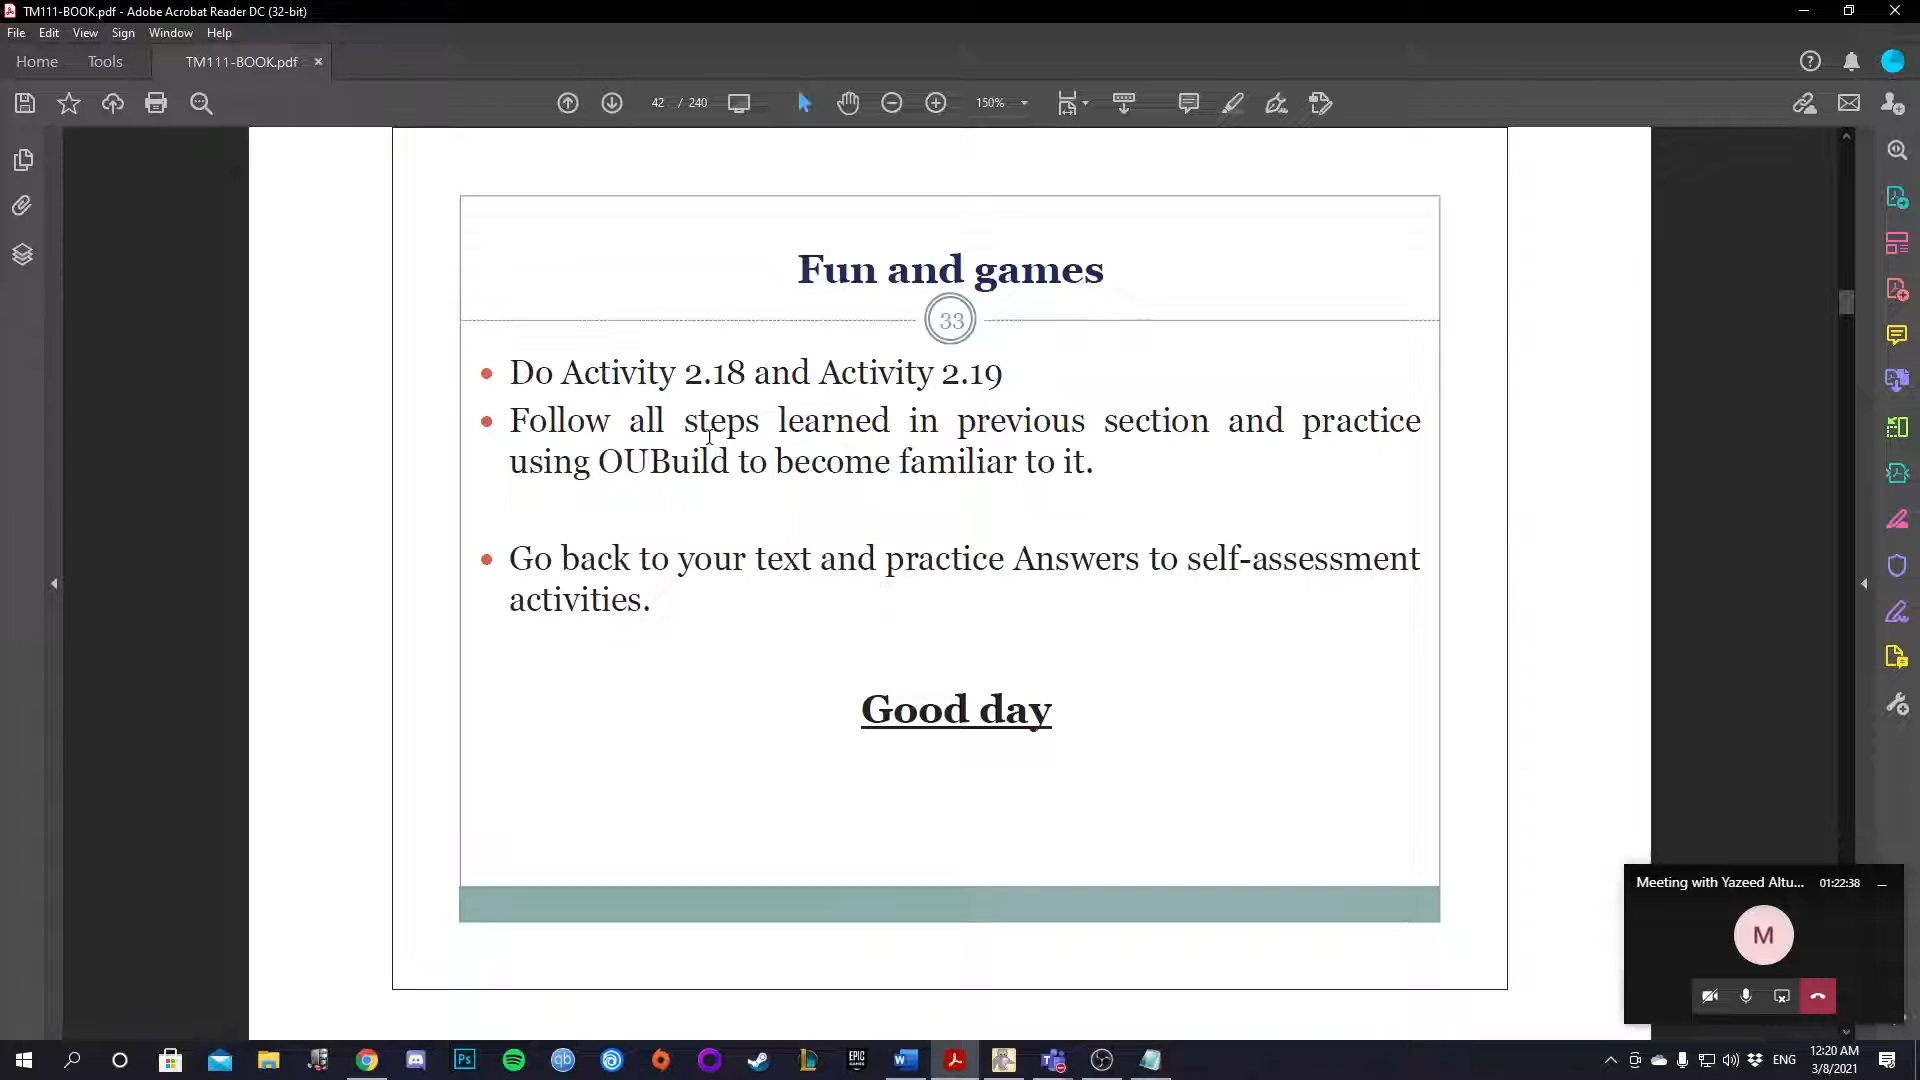 TM111-BOOK.pdf - Adobe Acrobat Reader DC (32-bit)
File Edit View Sign Window Help
Home Tools TM111-BOOK.pdf
42 / 240 150%
Fun and games
33
Do Activity 2.18 and Activity 2.19
Follow all steps learned in previous section and practice
using OUBuild to become familiar to it.
Go back to your text and practice Answers to self-assessment
activities.
Good day
Meeting with Yazeed Altu... 01:22:38
M
Ps
qb
EPIC GAMES
ENG
12:20 AM
3/8/2021